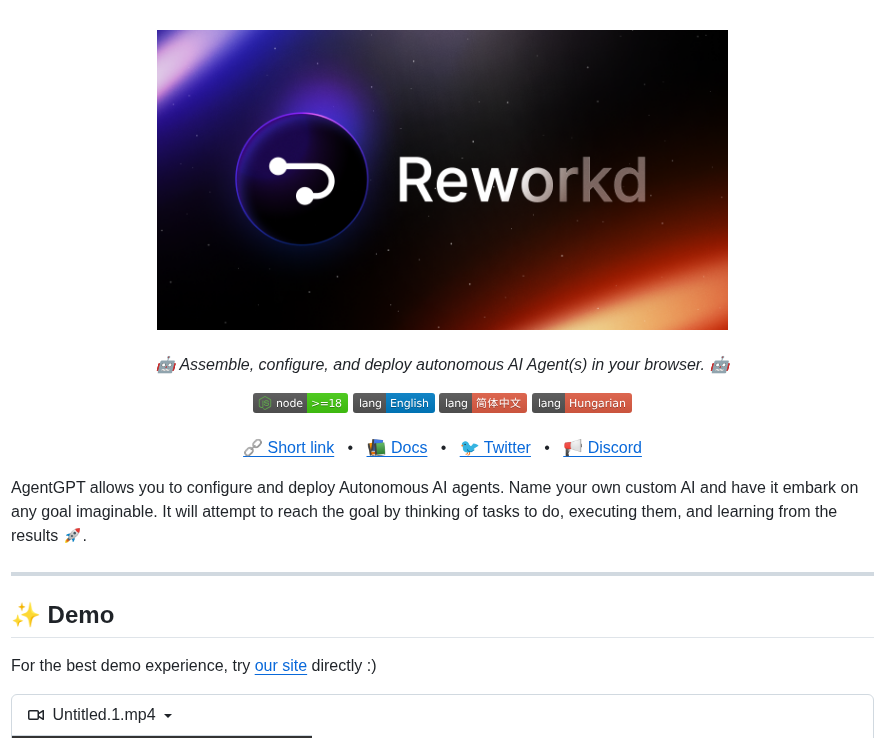 Reworkd
🤖 Assemble, configure, and deploy autonomous AI Agent(s) in your browser. 🤖
node >=18 lang English lang 简体中文 lang Hungarian
🔗 Short link • 📚 Docs • 🐦 Twitter • 📢 Discord
AgentGPT allows you to configure and deploy Autonomous AI agents. Name your own custom AI and have it embark on
any goal imaginable. It will attempt to reach the goal by thinking of tasks to do, executing them, and learning from the
results 🚀.
✨ Demo
For the best demo experience, try our site directly :)
Untitled.1.mp4